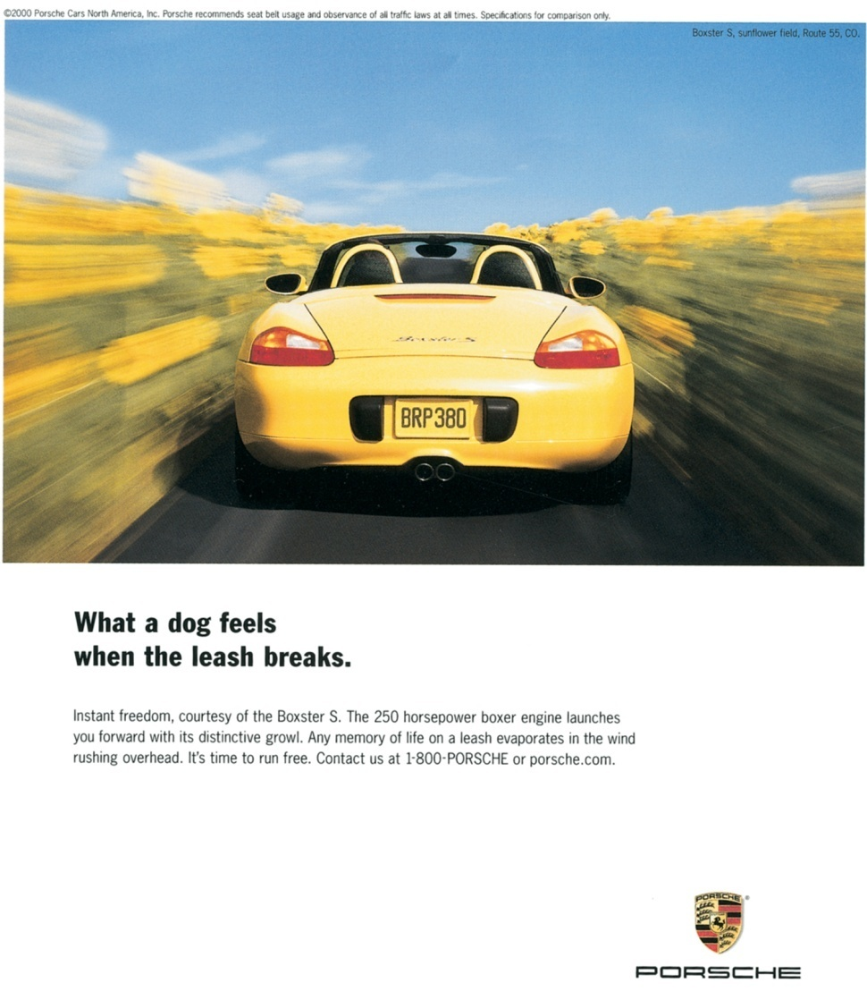 ©2000 Porsche Cars North America, Inc. Porsche recommends seat belt usage and observance of all traffic laws at all times. Specifications for comparison only.
Boxster S, sunflower field, Route 55, CO.
Boxster S
BRP 380
What a dog feels
when the leash breaks.
Instant freedom, courtesy of the Boxster S. The 250 horsepower boxer engine launches
you forward with its distinctive growl. Any memory of life on a leash evaporates in the wind
rushing overhead. It's time to run free. Contact us at 1-800-PORSCHE or porsche.com.
PORSCHE
®
PORSCHE